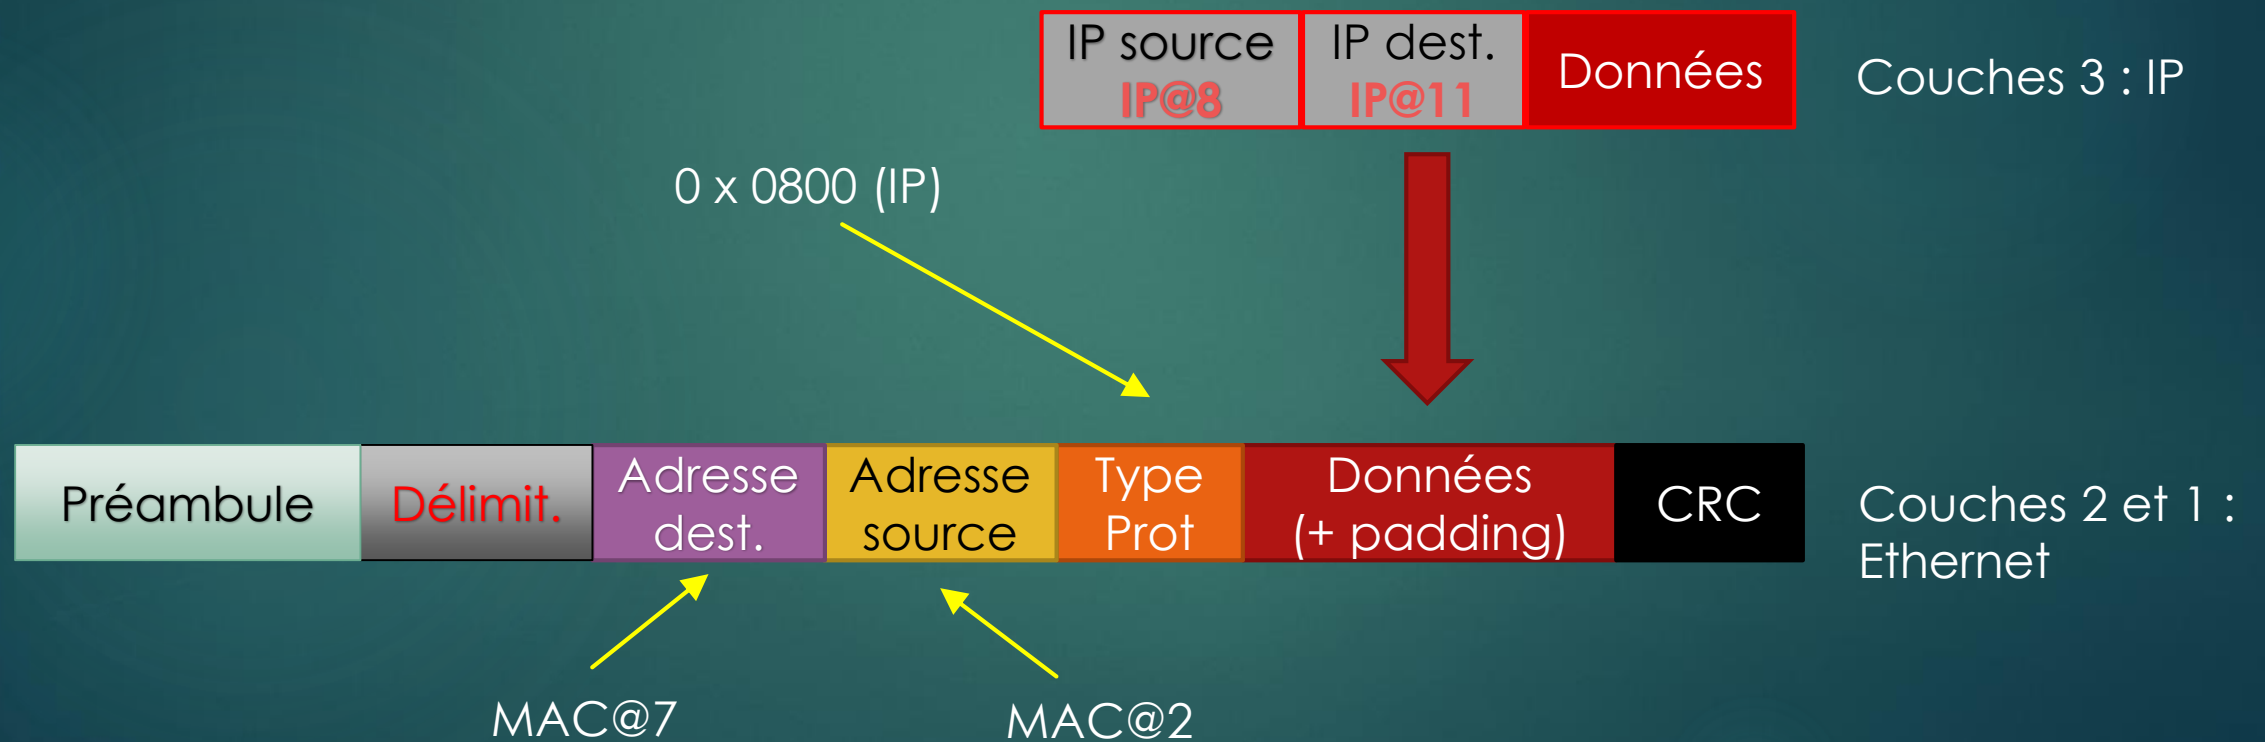 IP source
IP@8
IP dest.
IP@11
Données
Couches 3 : IP
0 x 0800 (IP)
Préambule
Délimit.
Adresse
dest.
Adresse
source
Type
Prot
Données
(+ padding)
CRC
Couches 2 et 1 :
Ethernet
MAC@7
MAC@2